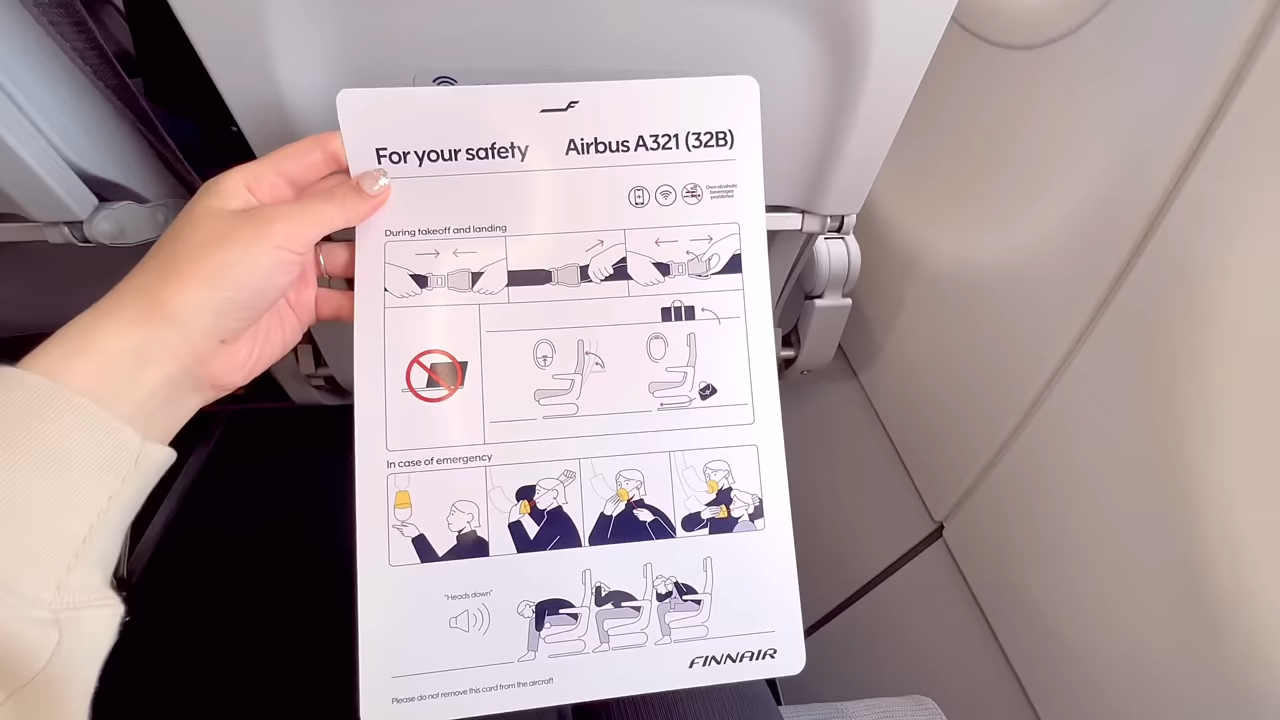 For your safety
Airbus A321 (32B)
Own alcoholic
beverages
prohibited
During takeoff and landing
In case of emergency
"Heads down"
FINNAIR
Please do not remove this card from the aircraft